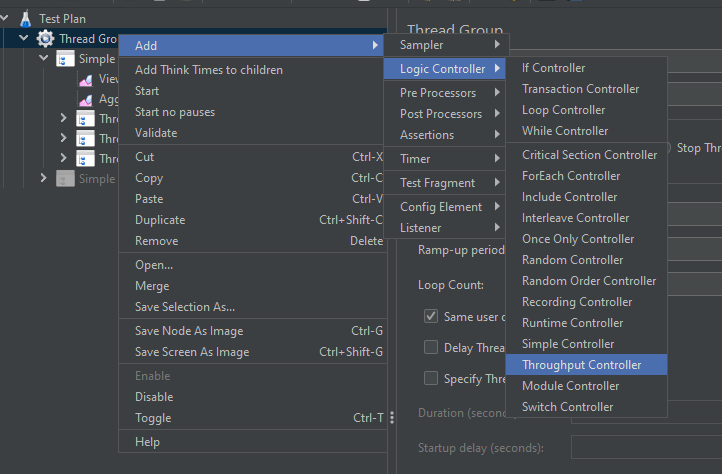 Test Plan
Thread Grou
Simple
View
Agg
Thro
Thro
Thro
Simple
Add
Add Think Times to children
Start
Start no pauses
Validate
Cut Ctrl-X
Copy Ctrl-C
Paste Ctrl-V
Duplicate Ctrl+Shift-C
Remove Delete
Open...
Merge
Save Selection As...
Save Node As Image Ctrl-G
Save Screen As Image Ctrl+Shift-G
Enable
Disable
Toggle Ctrl-T
Help
Sampler
Logic Controller
Pre Processors
Post Processors
Assertions
Timer
Test Fragment
Config Element
Listener
If Controller
Transaction Controller
Loop Controller
While Controller
Critical Section Controller
ForEach Controller
Include Controller
Interleave Controller
Once Only Controller
Random Controller
Random Order Controller
Recording Controller
Runtime Controller
Simple Controller
Throughput Controller
Module Controller
Switch Controller
Thread Group
Stop Thr
Ramp-up period
Loop Count:
Same user o
Delay Threa
Specify Thre
Duration (seconds
Startup delay (seconds):